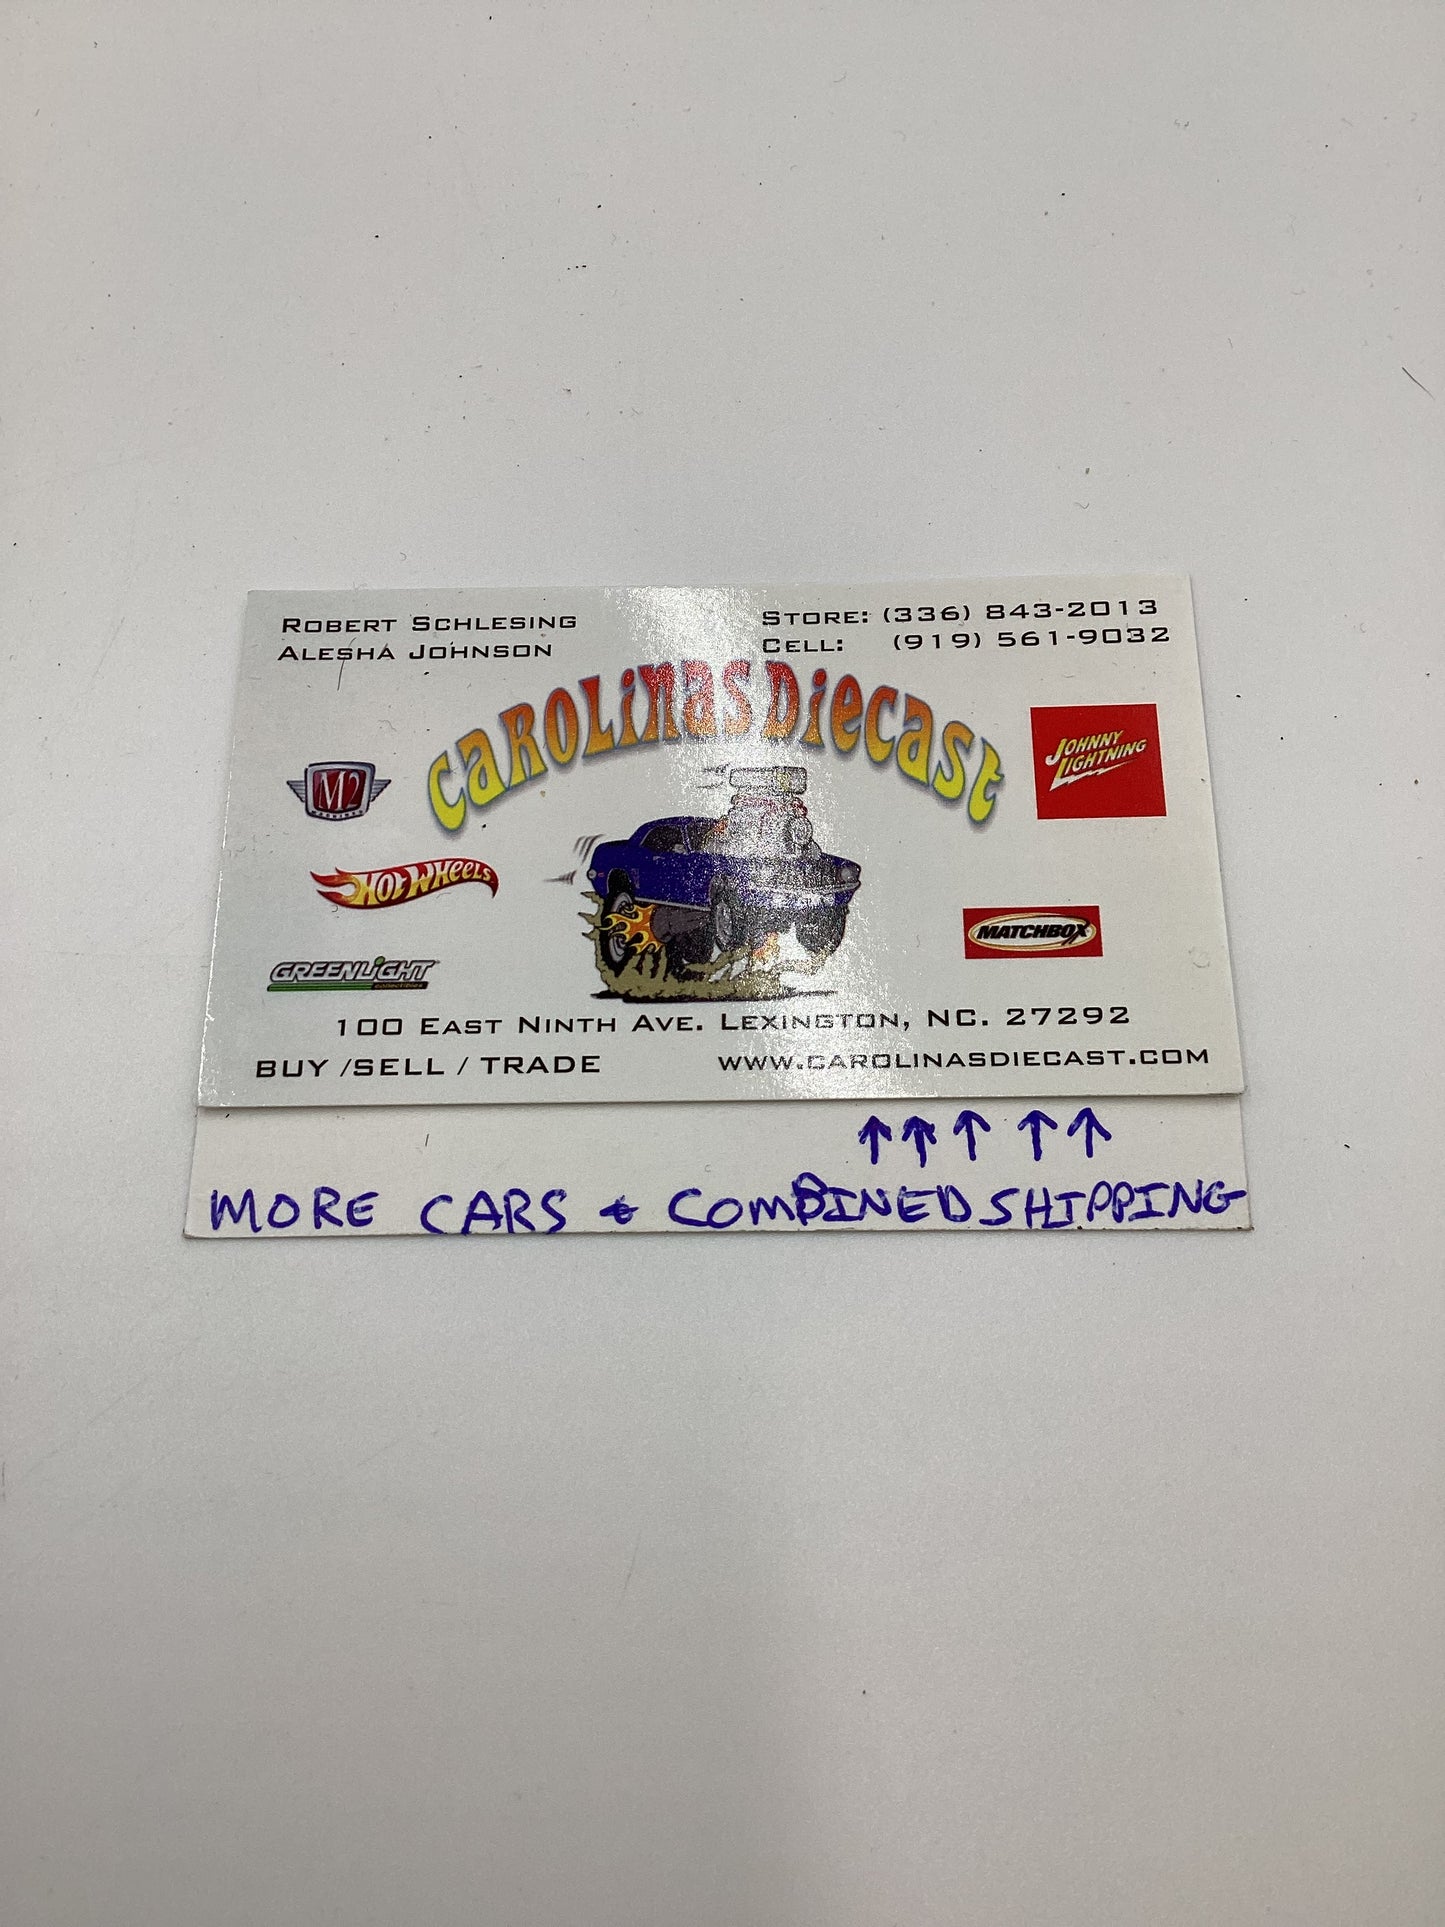 ROBERT SCHLESING
ALESHA JOHNSON
STORE: (336) 843-2013
CELL: (919) 561-9032
CAROLINAS DIECAST
M2
MACHINES
JOHNNY
LIGHTNING
HOT WHEELS
MATCHBOX
GREENLIGHT
collectibles
100 EAST NINTH AVE. LEXINGTON, NC. 27292
BUY /SELL / TRADE
WWW.CAROLINASDIECAST.COM
↑ ↑ ↑ ↑ ↑
MORE CARS & COMBINED SHIPPING